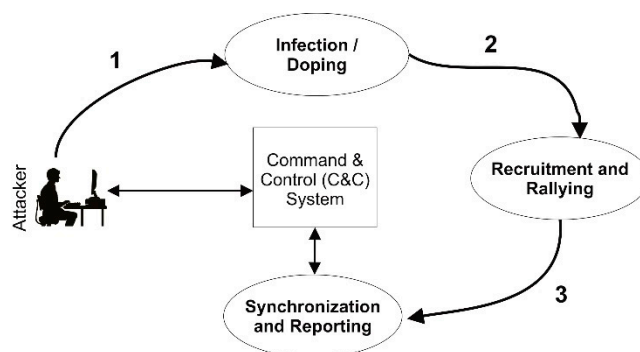 1
Infection /
Doping
2
Attacker
Command &
Control (C&C)
System
Recruitment and
Rallying
3
Synchronization
and Reporting